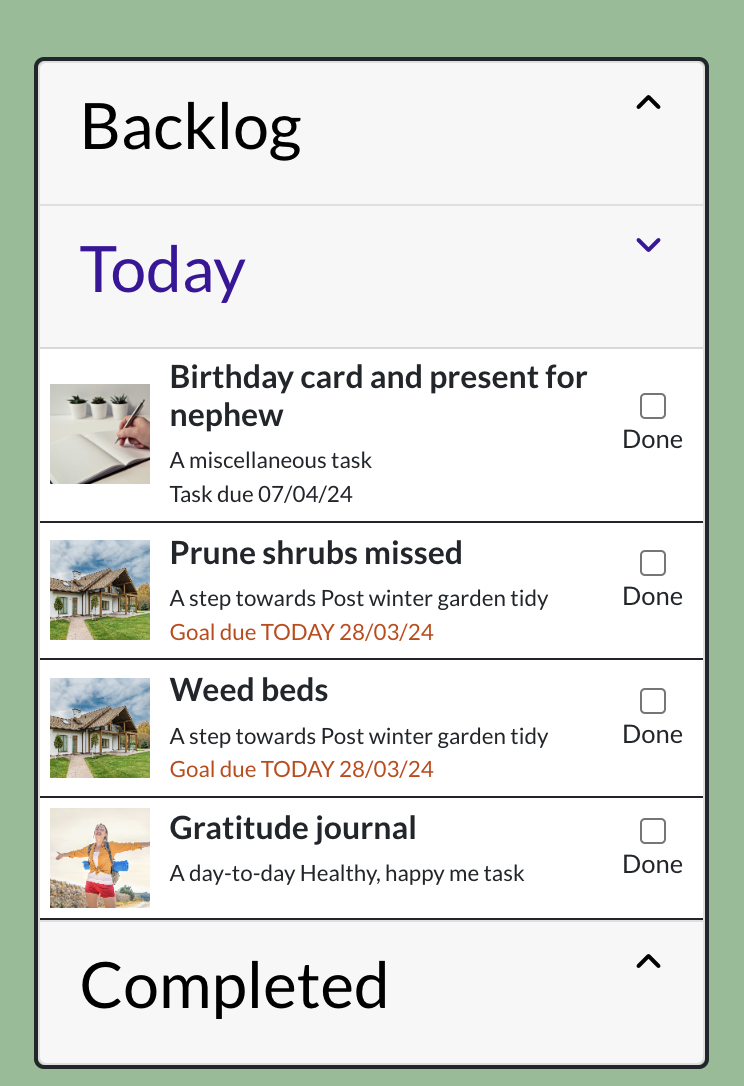 Backlog
Today
Birthday card and present for
nephew
A miscellaneous task
Task due 07/04/24
Done
Prune shrubs missed
A step towards Post winter garden tidy
Goal due TODAY 28/03/24
Done
Weed beds
A step towards Post winter garden tidy
Goal due TODAY 28/03/24
Done
Gratitude journal
A day-to-day Healthy, happy me task
Done
Completed